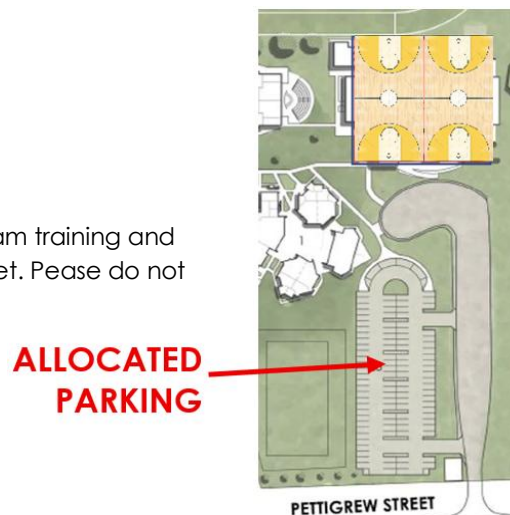 am training and
et. Pease do not
ALLOCATED
PARKING
PETTIGREW STREET